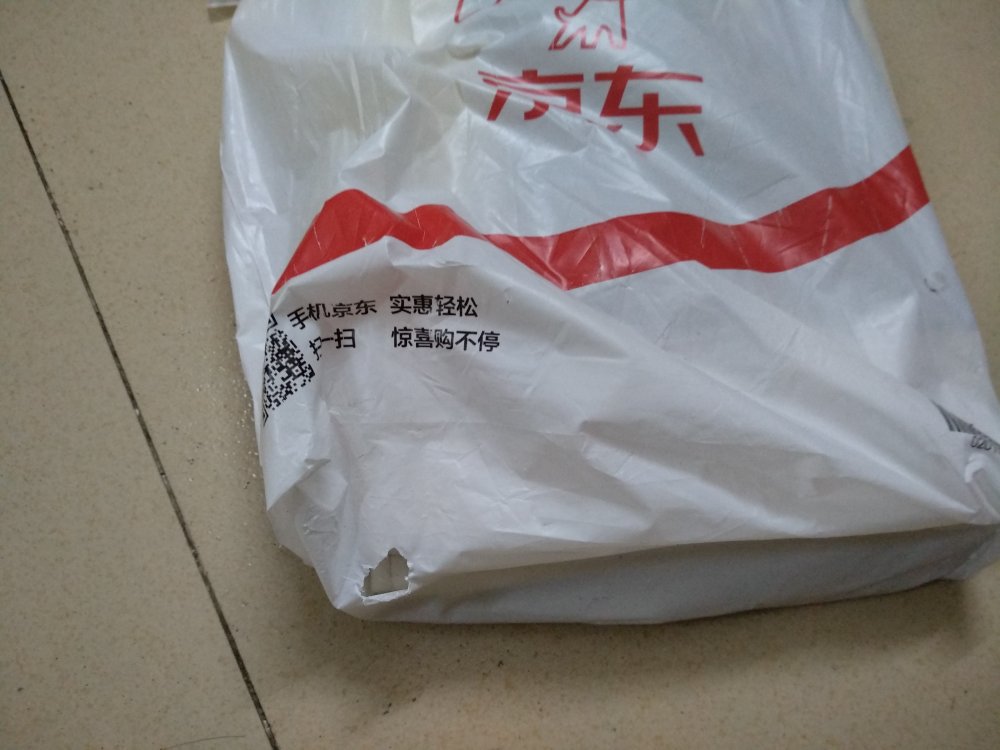 京东
手机京东 实惠轻松
扫一扫 惊喜购不停